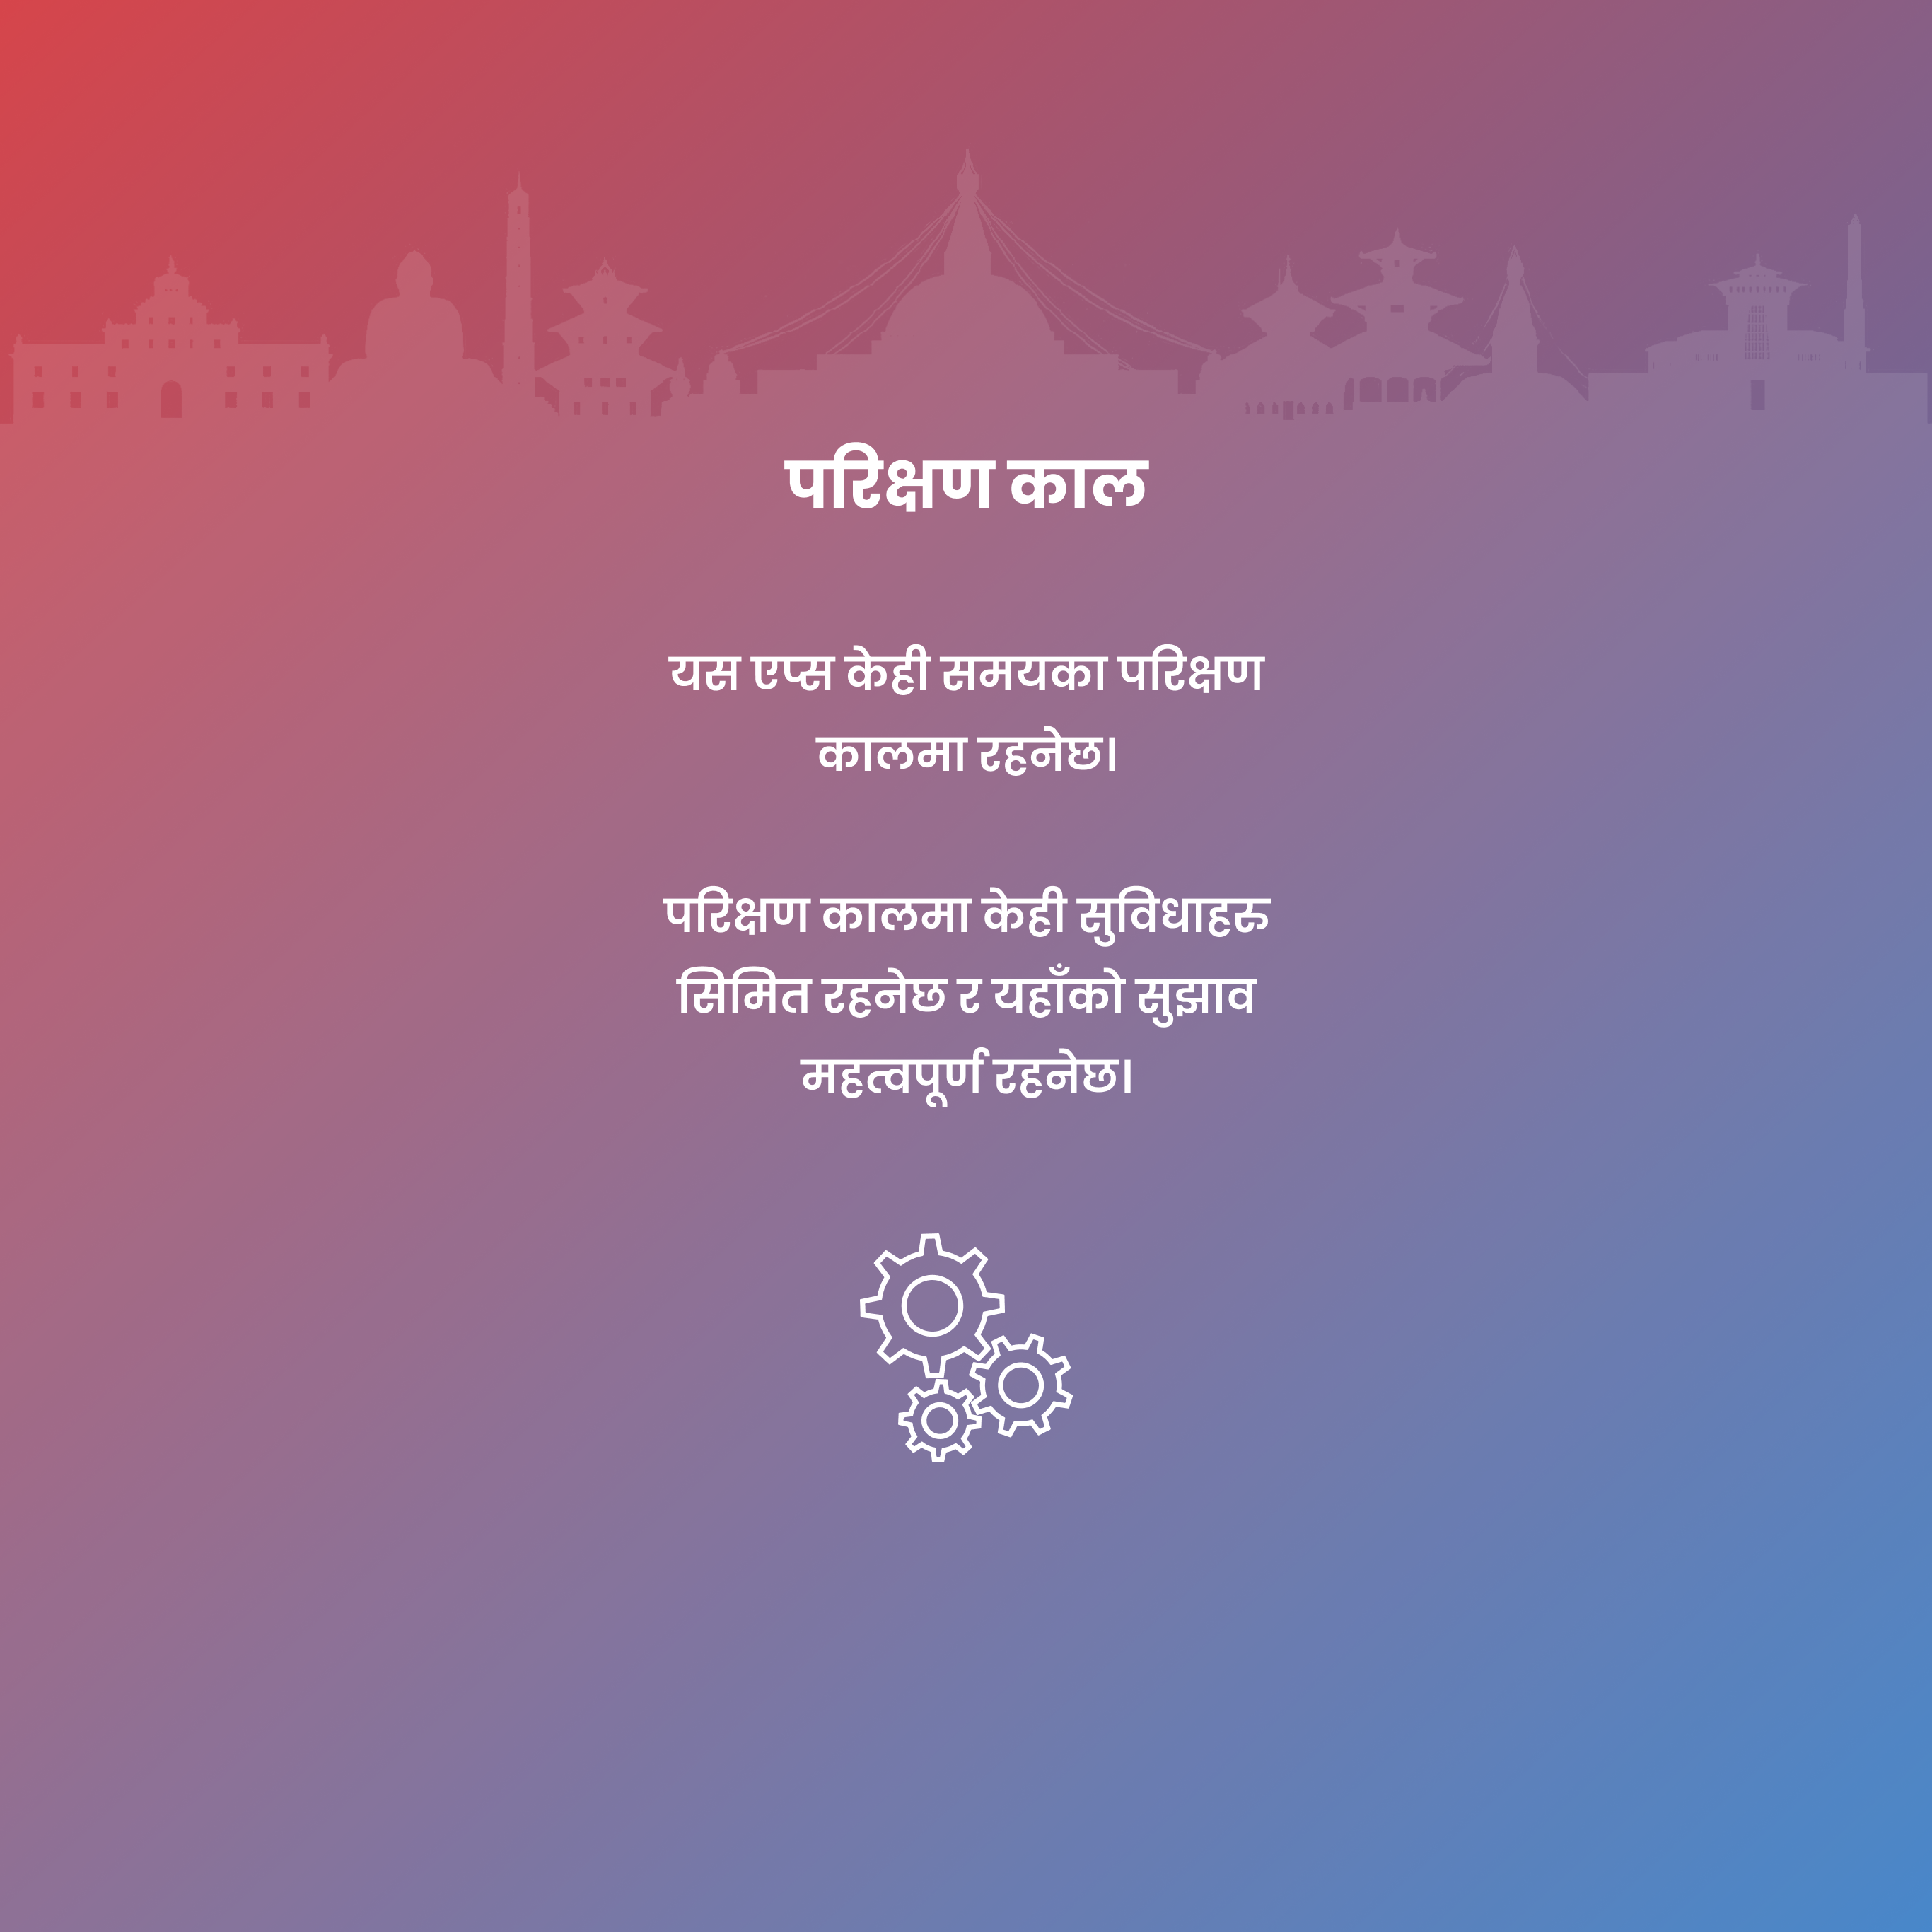 परिक्षण काल
यस एप्स केही समयका परिक्षण
कालमा रहनेछ।
परिक्षण कालमा केही सुविधाहरू
सिमित रहनेछ र यहाँको सुझाव
महत्वपूर्ण रहनेछ।